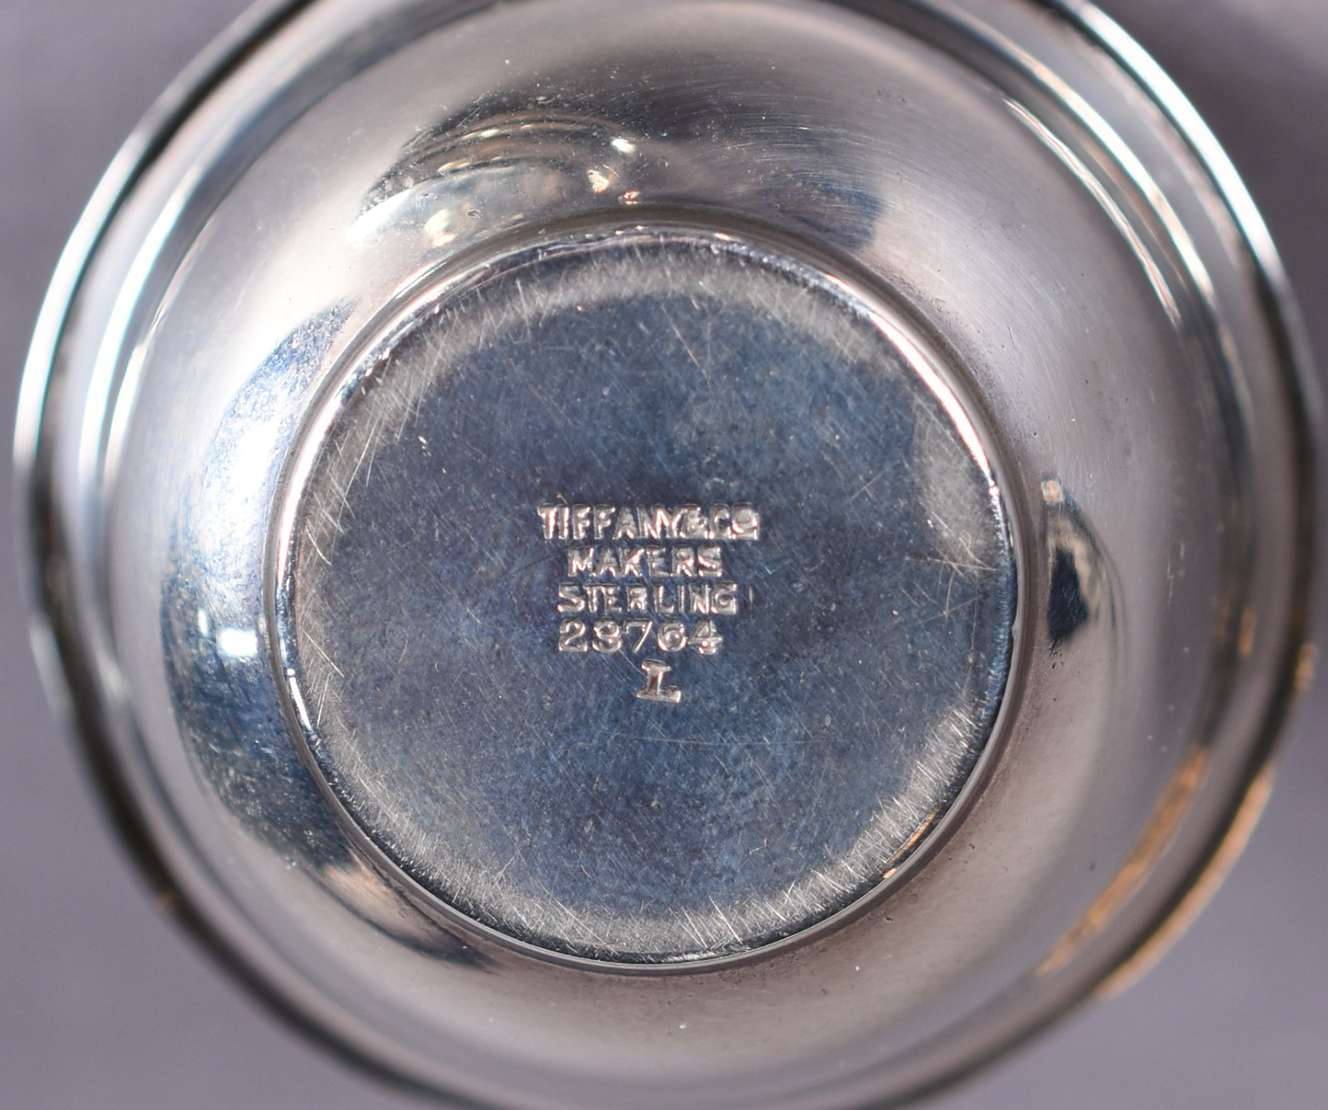 TIFFANY & CO
MAKERS
STERLING
23764
L